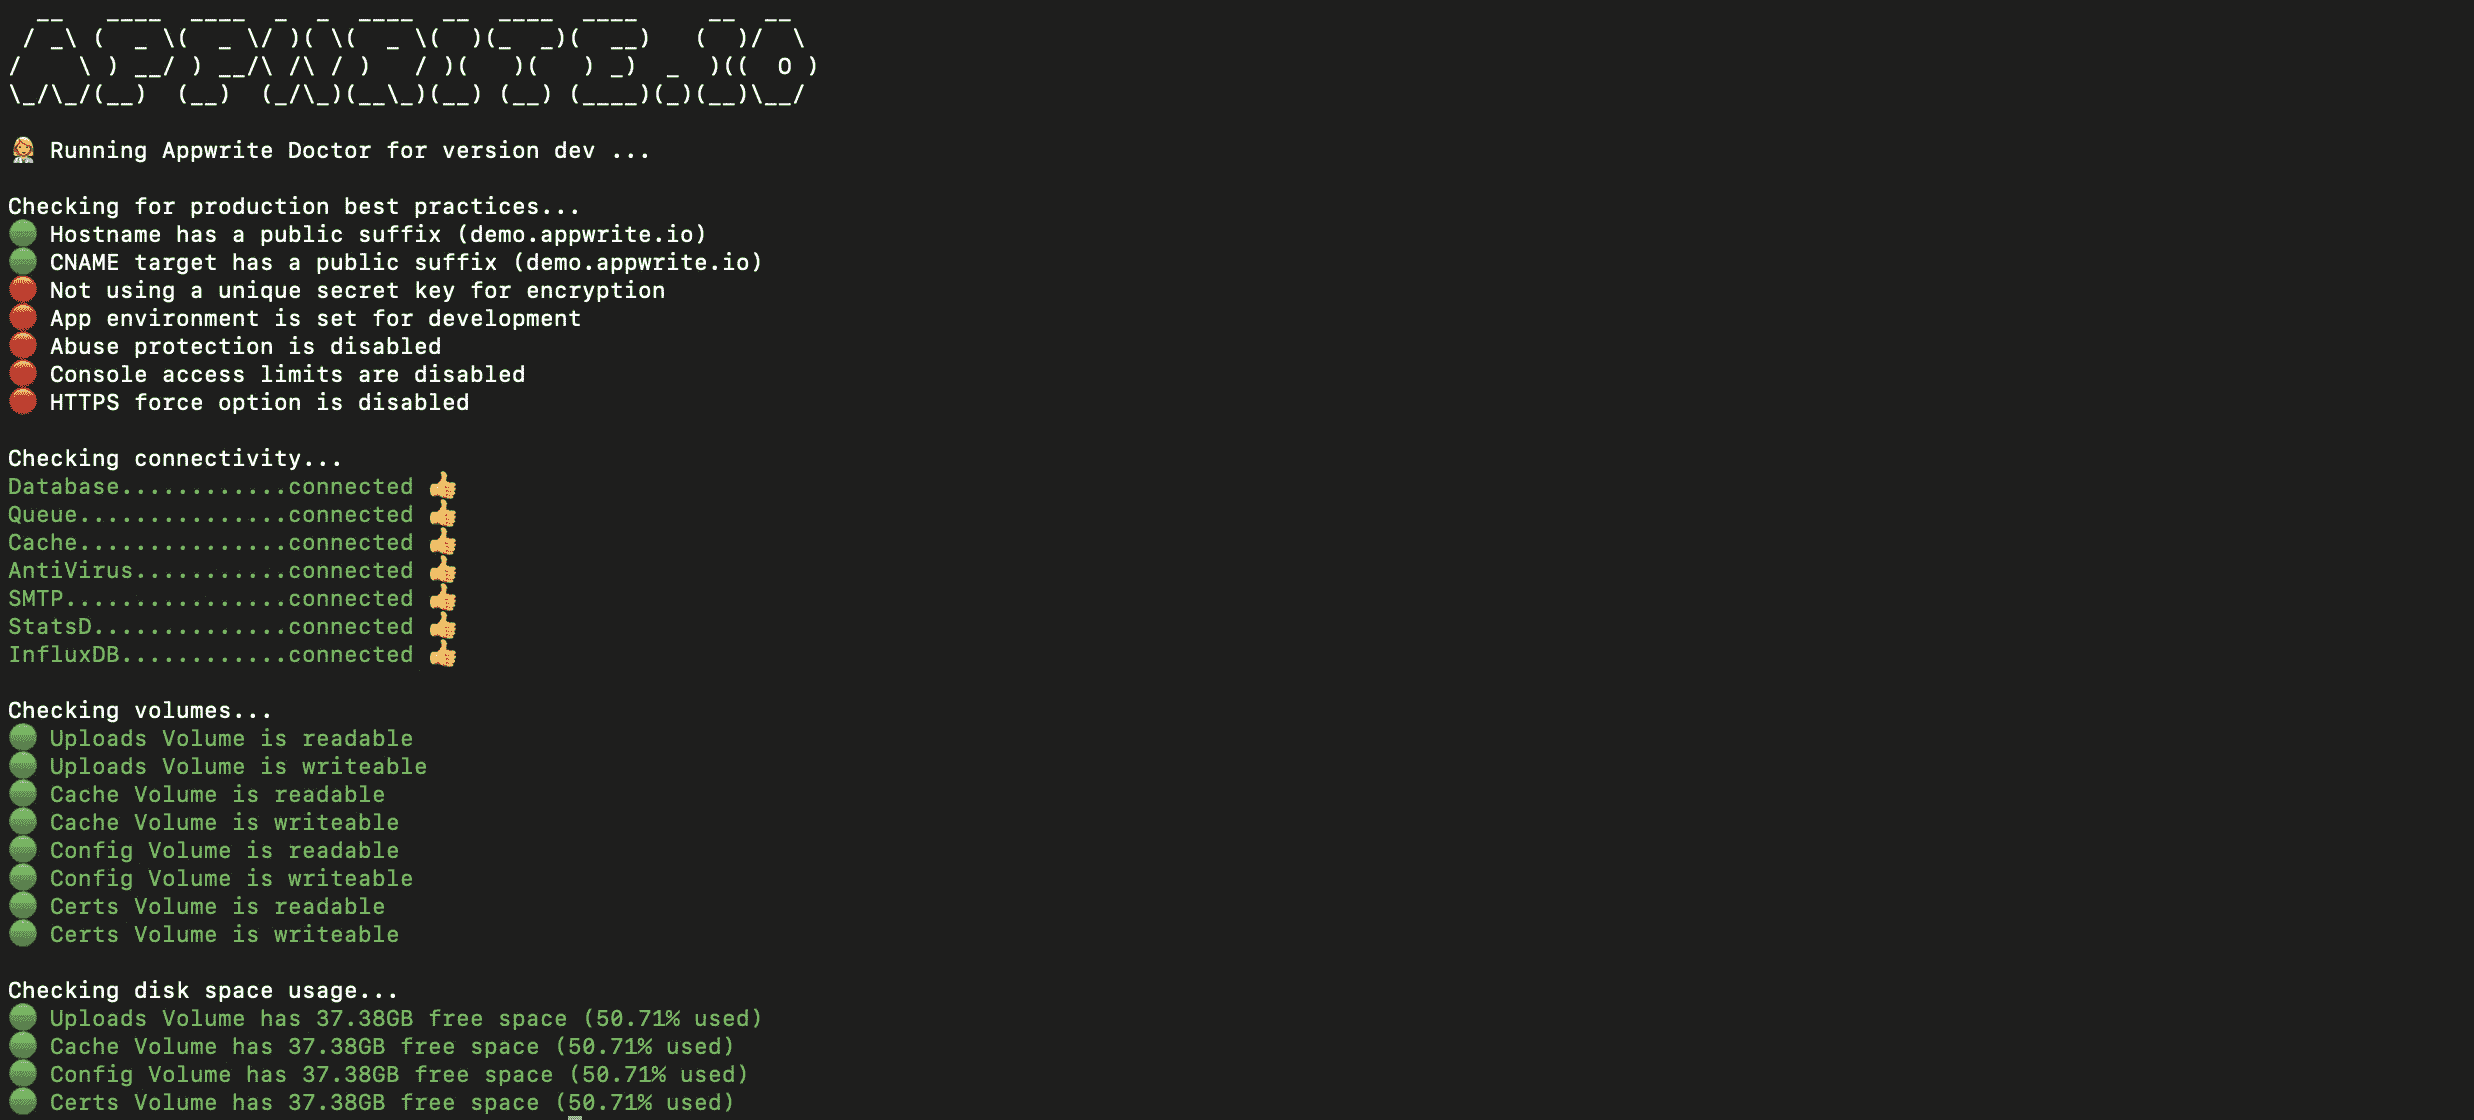 __    ____  ____  _  _  ____  __  ____  ____     __  __
 / _\  (  _ \(  _ \/ )( \(  _ \(  )(_  _)(  __)   (  )/  \
/    \ ) __/ ) __/\ /\ / )   / )(   )(   ) _)  _  )((  O )
\_/\_/(__)  (__)  (_/\_)(__\_)(__) (__) (____)(_)(__)\__/
👩‍⚕️ Running Appwrite Doctor for version dev ...
Checking for production best practices...
🟢 Hostname has a public suffix (demo.appwrite.io)
🟢 CNAME target has a public suffix (demo.appwrite.io)
🔴 Not using a unique secret key for encryption
🔴 App environment is set for development
🔴 Abuse protection is disabled
🔴 Console access limits are disabled
🔴 HTTPS force option is disabled
Checking connectivity...
Database............connected 👍
Queue...............connected 👍
Cache...............connected 👍
AntiVirus...........connected 👍
SMTP................connected 👍
StatsD..............connected 👍
InfluxDB............connected 👍
Checking volumes...
🟢 Uploads Volume is readable
🟢 Uploads Volume is writeable
🟢 Cache Volume is readable
🟢 Cache Volume is writeable
🟢 Config Volume is readable
🟢 Config Volume is writeable
🟢 Certs Volume is readable
🟢 Certs Volume is writeable
Checking disk space usage...
🟢 Uploads Volume has 37.38GB free space (50.71% used)
🟢 Cache Volume has 37.38GB free space (50.71% used)
🟢 Config Volume has 37.38GB free space (50.71% used)
🟢 Certs Volume has 37.38GB free space (50.71% used)